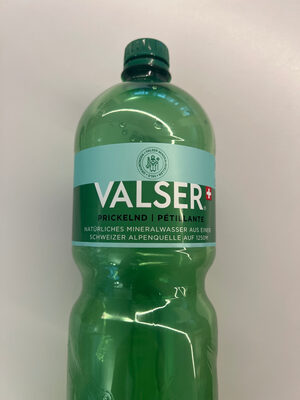 VALSER
PRICKELND | PÉTILLANTE
NATÜRLICHES MINERALWASSER AUS EINER
SCHWEIZER ALPENQUELLE AUF 1250M